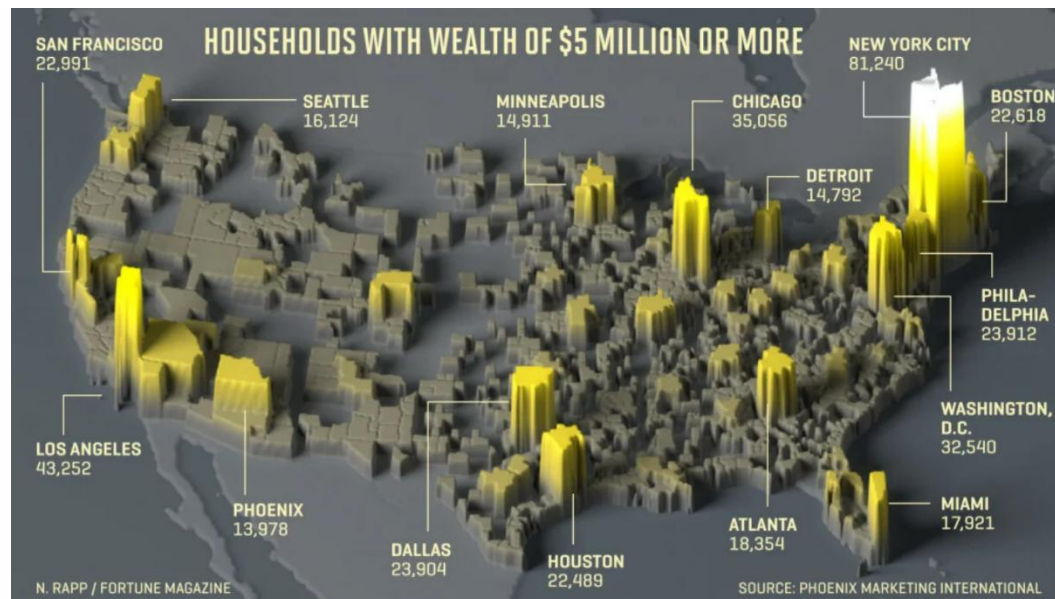 HOUSEHOLDS WITH WEALTH OF $5 MILLION OR MORE
SAN FRANCISCO
22,991
SEATTLE
16,124
MINNEAPOLIS
14,911
CHICAGO
35,056
NEW YORK CITY
81,240
BOSTON
22,618
DETROIT
14,792
PHILA-
DELPHIA
23,912
WASHINGTON,
D.C.
32,540
LOS ANGELES
43,252
PHOENIX
13,978
DALLAS
23,904
HOUSTON
22,489
ATLANTA
18,354
MIAMI
17,921
N. RAPP / FORTUNE MAGAZINE
SOURCE: PHOENIX MARKETING INTERNATIONAL